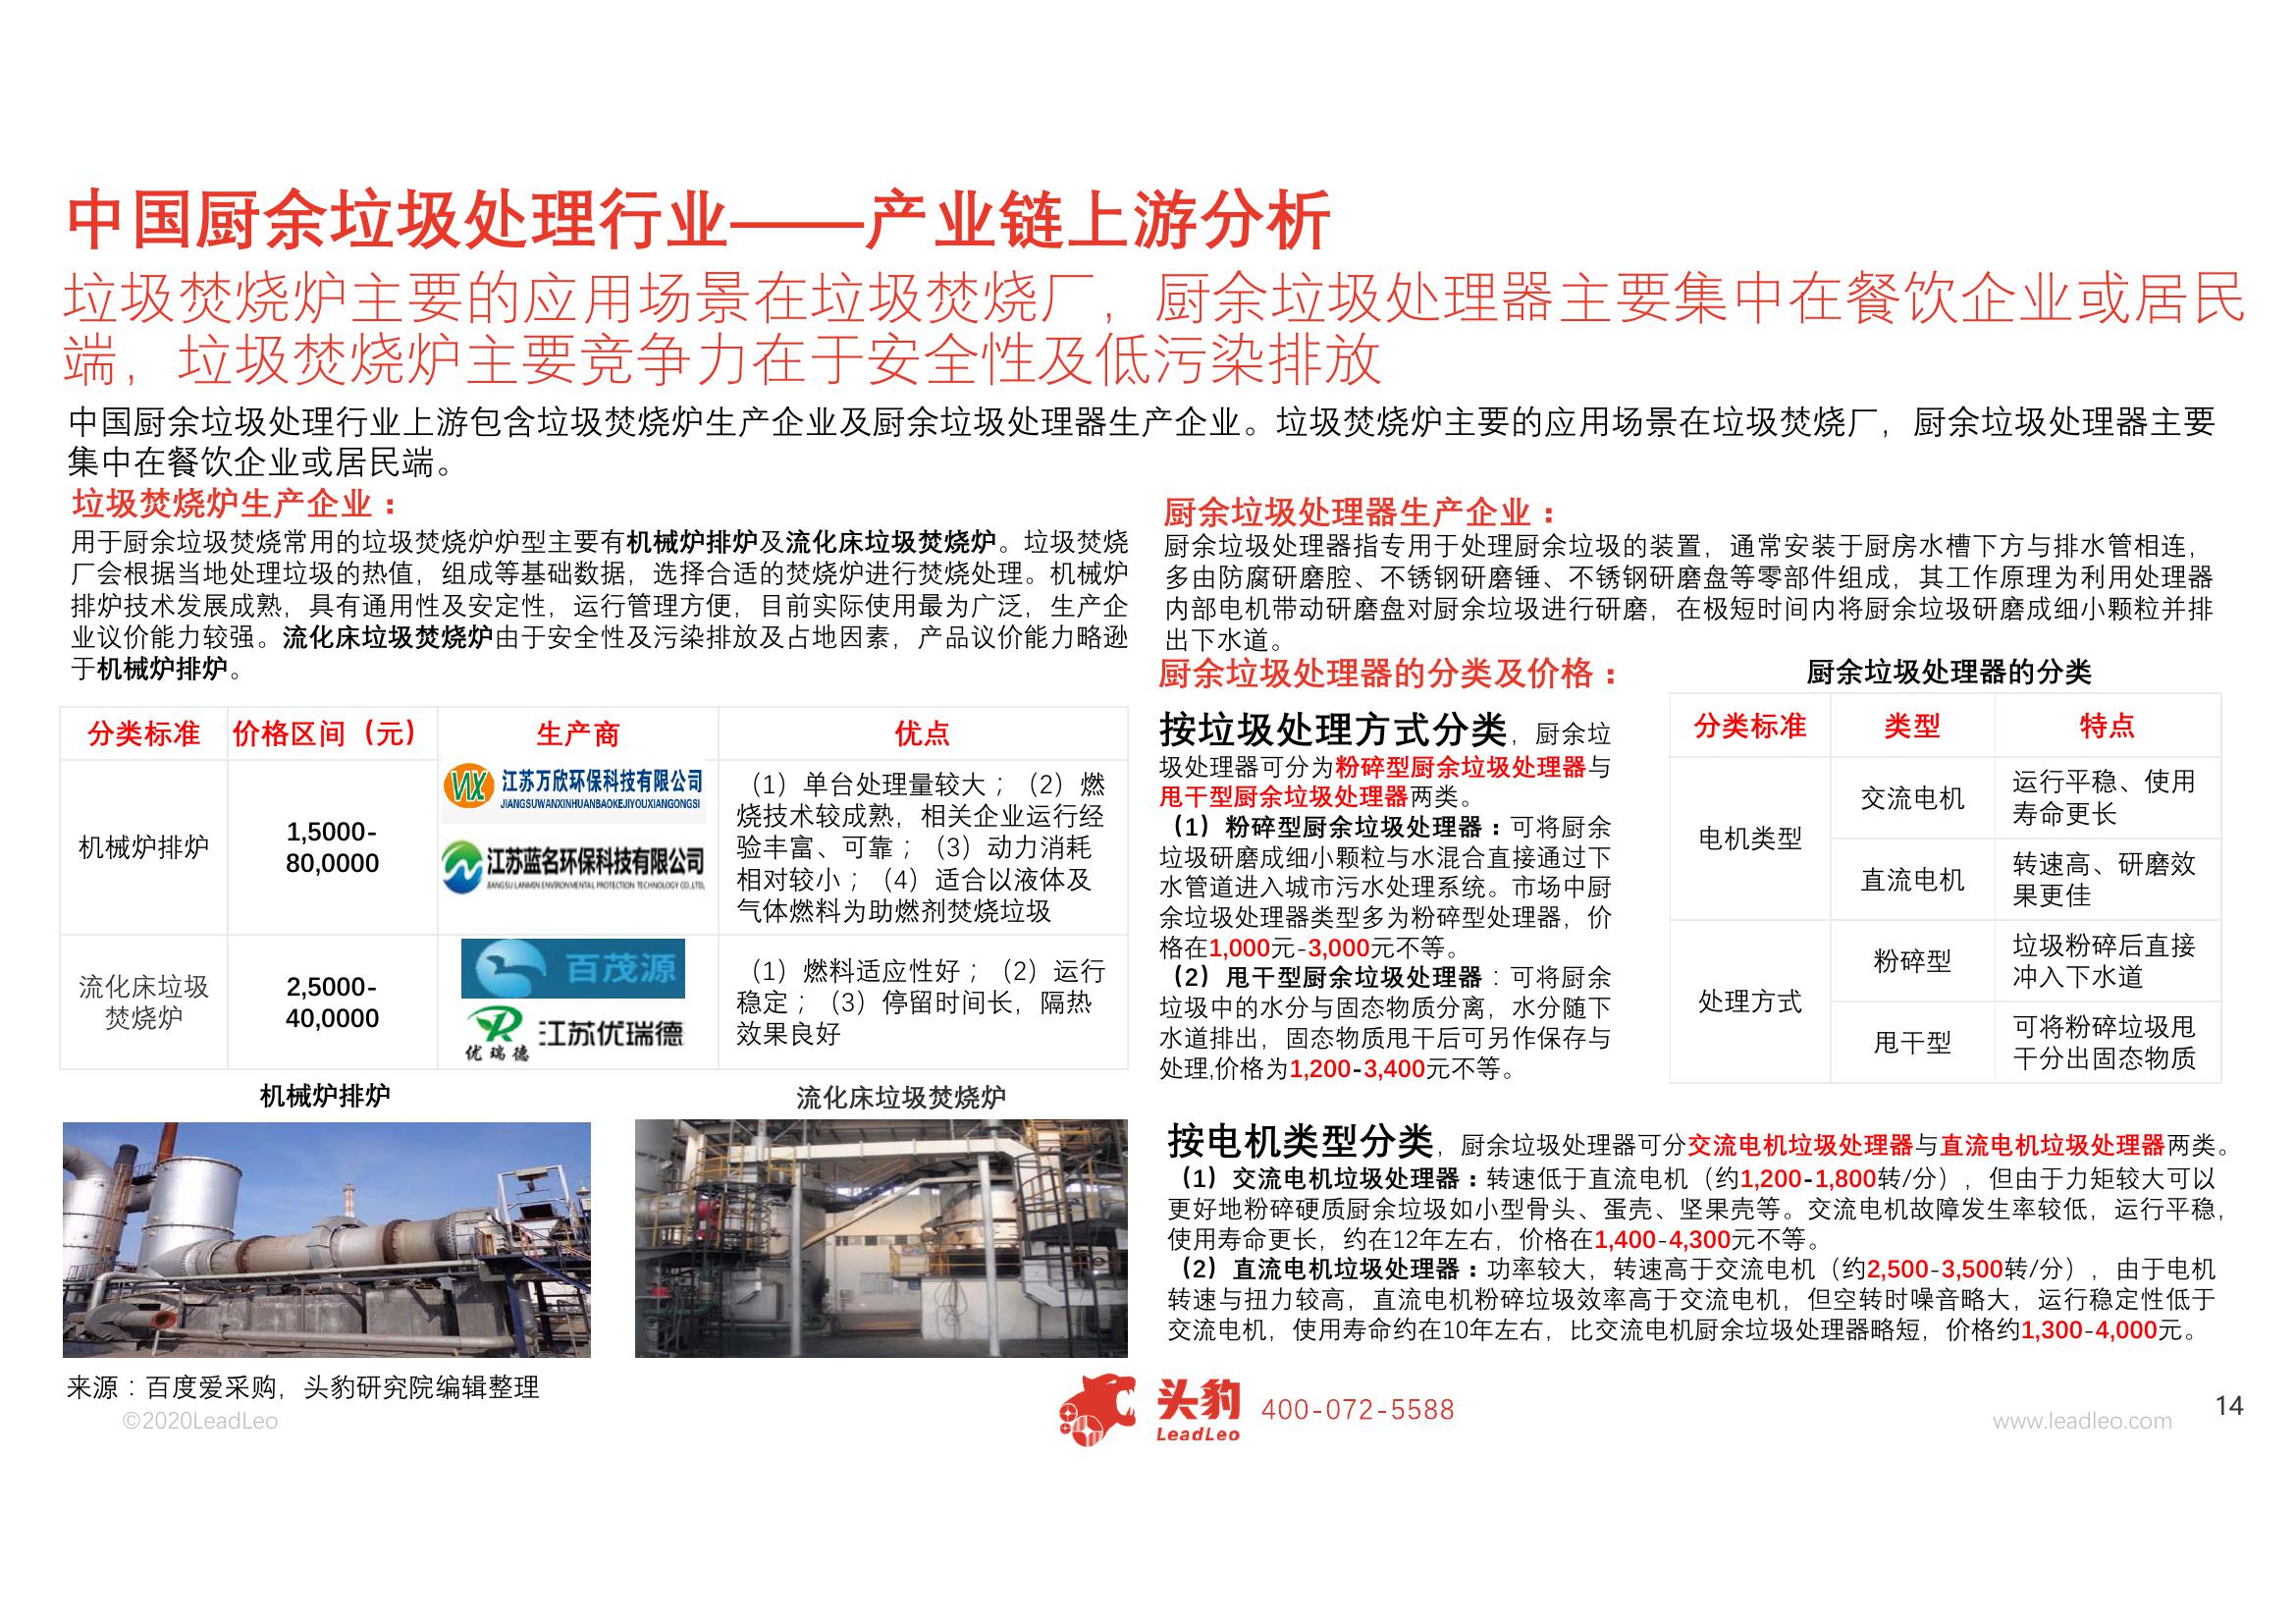 中国厨余垃圾处理行业——产业链上游分析
垃圾焚烧炉主要的应用场景在垃圾焚烧厂，厨余垃圾处理器主要集中在餐饮企业或居民
端，垃圾焚烧炉主要竞争力在于安全性及低污染排放
中国厨余垃圾处理行业上游包含垃圾焚烧炉生产企业及厨余垃圾处理器生产企业。垃圾焚烧炉主要的应用场景在垃圾焚烧厂，厨余垃圾处理器主要
集中在餐饮企业或居民端。
垃圾焚烧炉生产企业：
用于厨余垃圾焚烧常用的垃圾焚烧炉炉型主要有机械炉排炉及流化床垃圾焚烧炉。垃圾焚烧
厂会根据当地处理垃圾的热值，组成等基础数据，选择合适的焚烧炉进行焚烧处理。机械炉
排炉技术发展成熟，具有通用性及安定性，运行管理方便，目前实际使用最为广泛，生产企
业议价能力较强。流化床垃圾焚烧炉由于安全性及污染排放及占地因素，产品议价能力略逊
于机械炉排炉。
分类标准 价格区间（元） 生产商 优点
机械炉排炉
1,5000-
80,0000
江苏万欣环保科技有限公司
JIANGSUWANXINHUANBAOKEJIYOUXIANGONGSI
江苏蓝名环保科技有限公司
JIANGSU LANMIN ENVIRONMENTAL PROTECTION TECHNOLOGY CO.,LTD.
（1）单台处理量较大；（2）燃
烧技术较成熟，相关企业运行经
验丰富、可靠；（3）动力消耗
相对较小；（4）适合以液体及
气体燃料为助燃剂焚烧垃圾
流化床垃圾
焚烧炉
2,5000-
40,0000
百茂源
优瑞德
江苏优瑞德
（1）燃料适应性好；（2）运行
稳定；（3）停留时间长，隔热
效果良好
机械炉排炉
流化床垃圾焚烧炉
来源：百度爱采购，头豹研究院编辑整理
厨余垃圾处理器生产企业：
厨余垃圾处理器指专用于处理厨余垃圾的装置，通常安装于厨房水槽下方与排水管相连，
多由防腐研磨腔、不锈钢研磨锤、不锈钢研磨盘等零部件组成，其工作原理为利用处理器
内部电机带动研磨盘对厨余垃圾进行研磨，在极短时间内将厨余垃圾研磨成细小颗粒并排
出下水道。
厨余垃圾处理器的分类及价格：
按垃圾处理方式分类，厨余垃
圾处理器可分为粉碎型厨余垃圾处理器与
甩干型厨余垃圾处理器两类。
（1）粉碎型厨余垃圾处理器：可将厨余
垃圾研磨成细小颗粒与水混合直接通过下
水管道进入城市污水处理系统。市场中厨
余垃圾处理器类型多为粉碎型处理器，价
格在1,000元-3,000元不等。
（2）甩干型厨余垃圾处理器：可将厨余
垃圾中的水分与固态物质分离，水分随下
水道排出，固态物质甩干后可另作保存与
处理,价格为1,200-3,400元不等。
厨余垃圾处理器的分类
分类标准 类型 特点
电机类型
交流电机
运行平稳、使用
寿命更长
直流电机
转速高、研磨效
果更佳
处理方式
粉碎型
垃圾粉碎后直接
冲入下水道
甩干型
可将粉碎垃圾甩
干分出固态物质
按电机类型分类，厨余垃圾处理器可分交流电机垃圾处理器与直流电机垃圾处理器两类。
（1）交流电机垃圾处理器：转速低于直流电机（约1,200-1,800转/分），但由于力矩较大可以
更好地粉碎硬质厨余垃圾如小型骨头、蛋壳、坚果壳等。交流电机故障发生率较低，运行平稳，
使用寿命更长，约在12年左右，价格在1,400-4,300元不等。
（2）直流电机垃圾处理器：功率较大，转速高于交流电机（约2,500-3,500转/分），由于电机
转速与扭力较高，直流电机粉碎垃圾效率高于交流电机，但空转时噪音略大，运行稳定性低于
交流电机，使用寿命约在10年左右，比交流电机厨余垃圾处理器略短，价格约1,300-4,000元。
©2020LeadLeo
头豹
LeadLeo
400-072-5588
www.leadleo.com
14